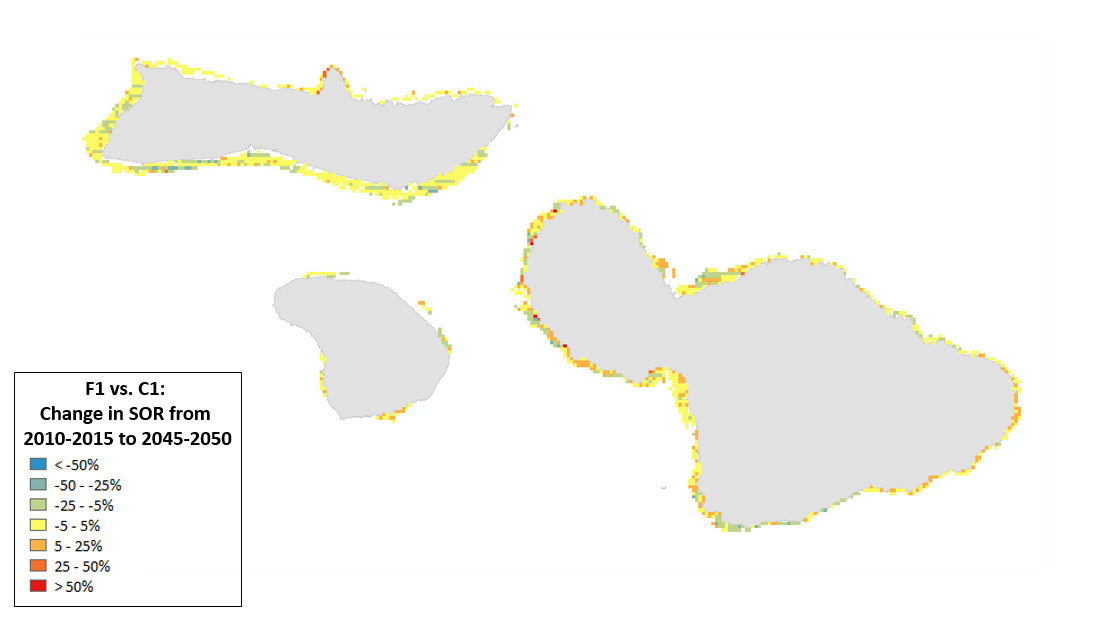 F1 vs. C1:
Change in SOR from
2010-2015 to 2045-2050
< -50%
-50 - -25%
-25 - -5%
-5 - 5%
5 - 25%
25 - 50%
> 50%